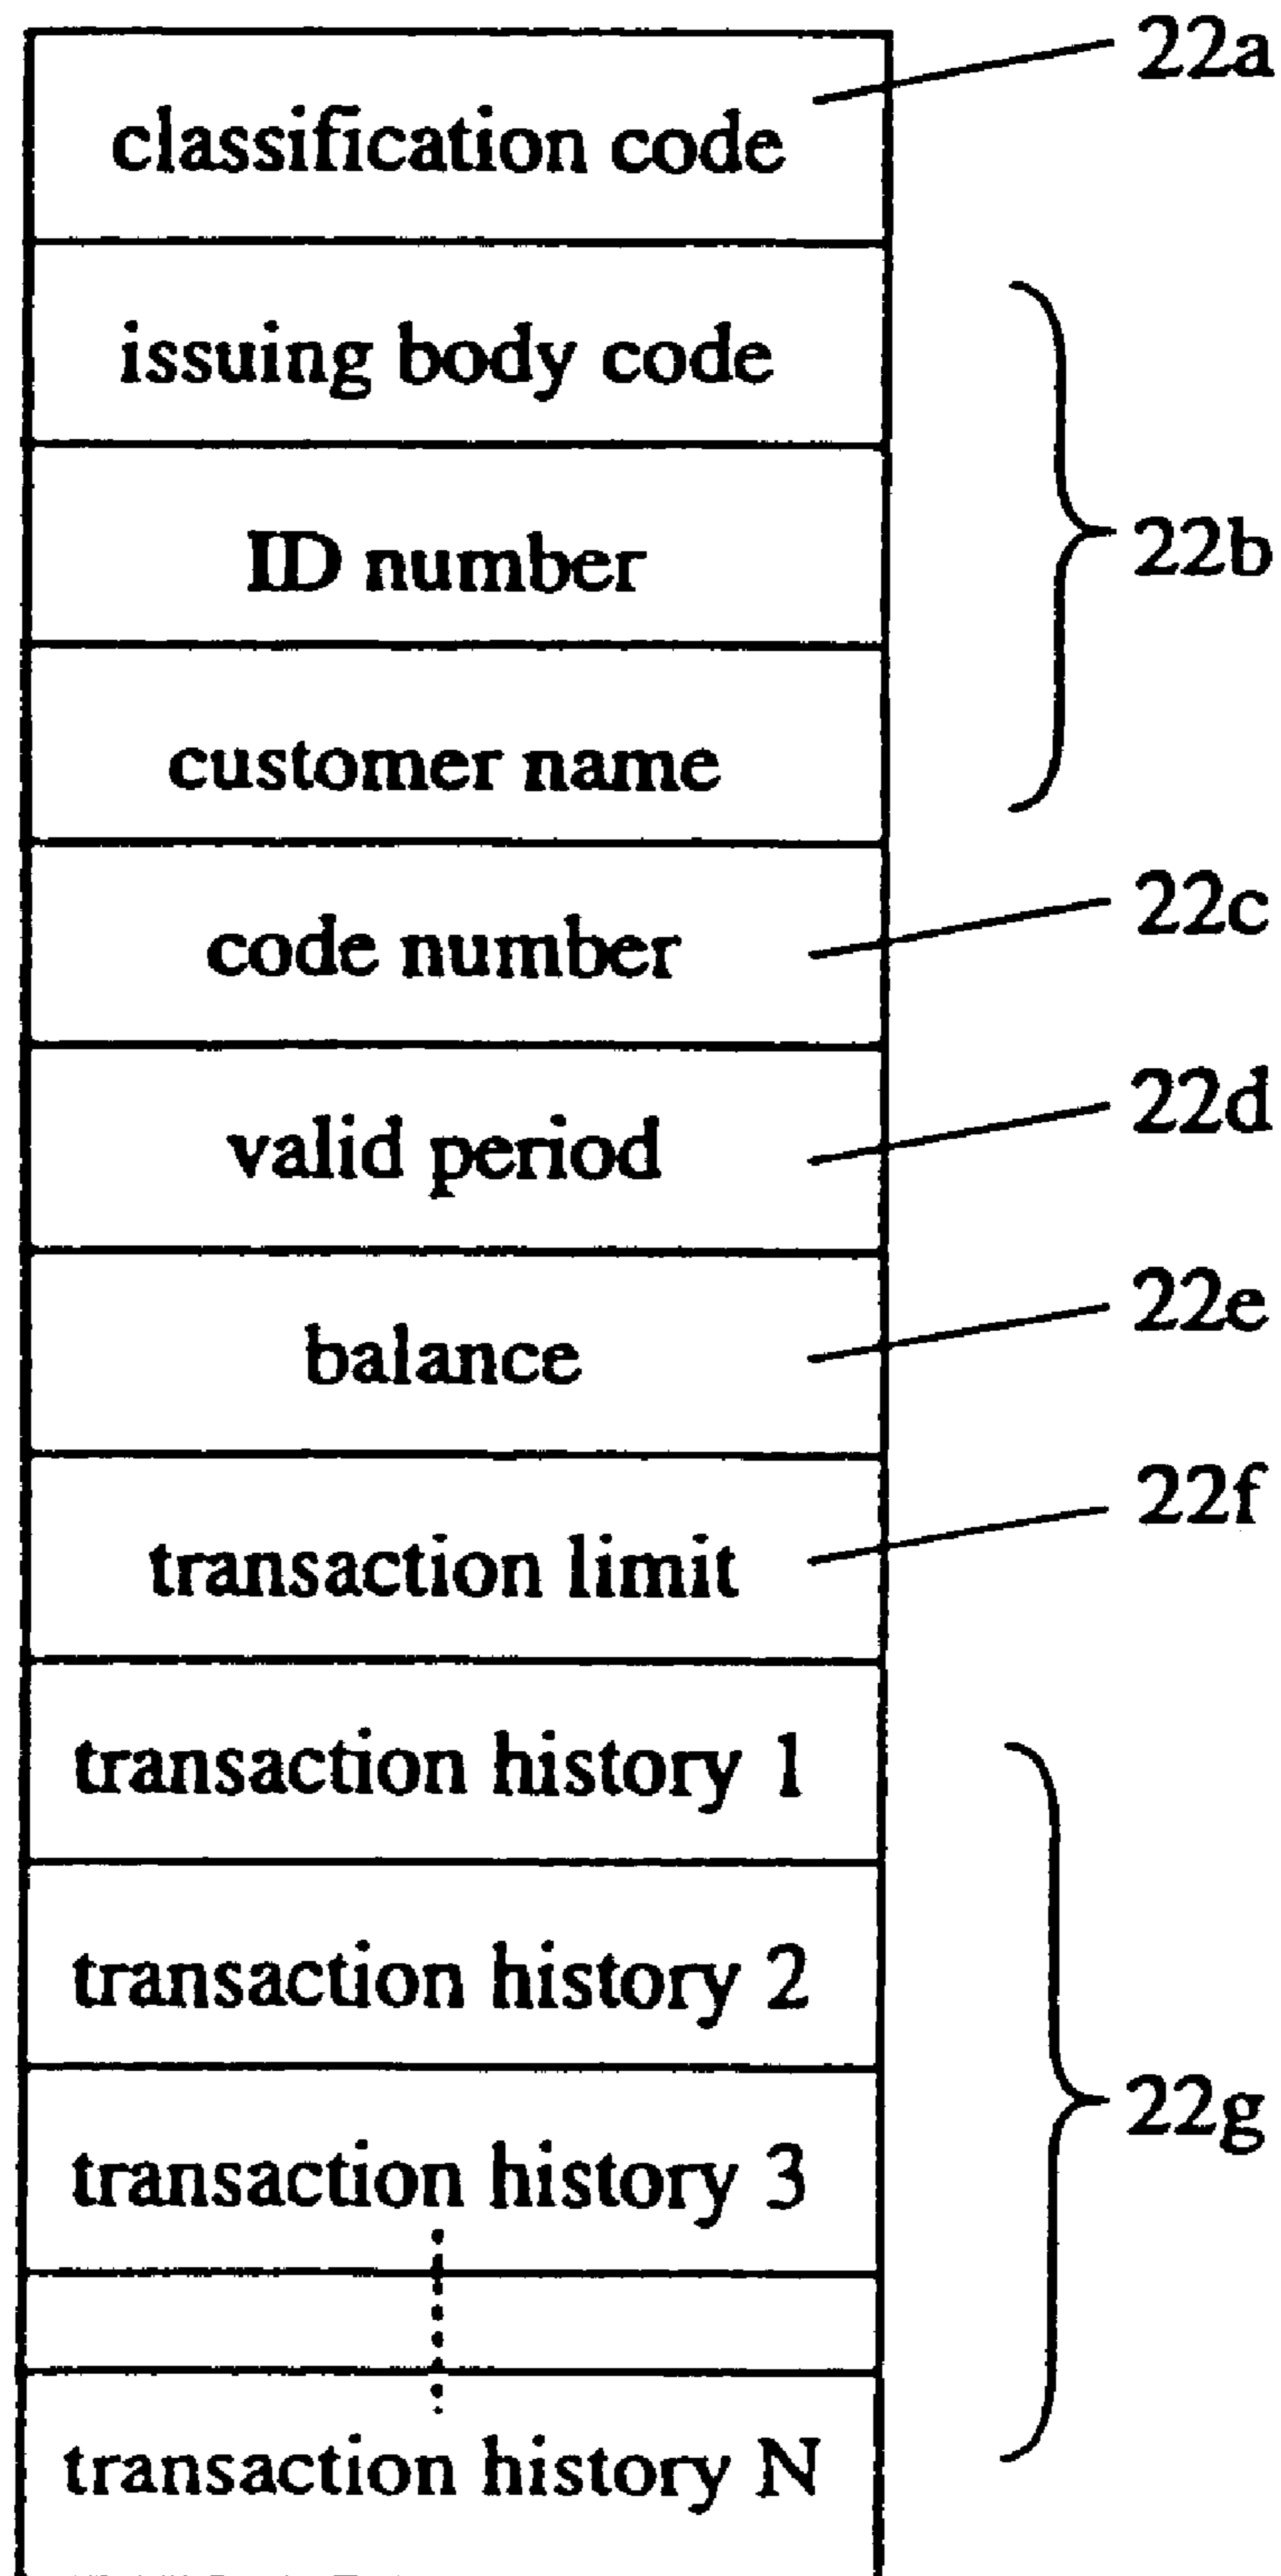 classification code
22a
issuing body code
ID number
customer name
22b
code number
22c
valid period
22d
balance
22e
transaction limit
22f
transaction history 1
transaction history 2
transaction history 3
transaction history N
22g